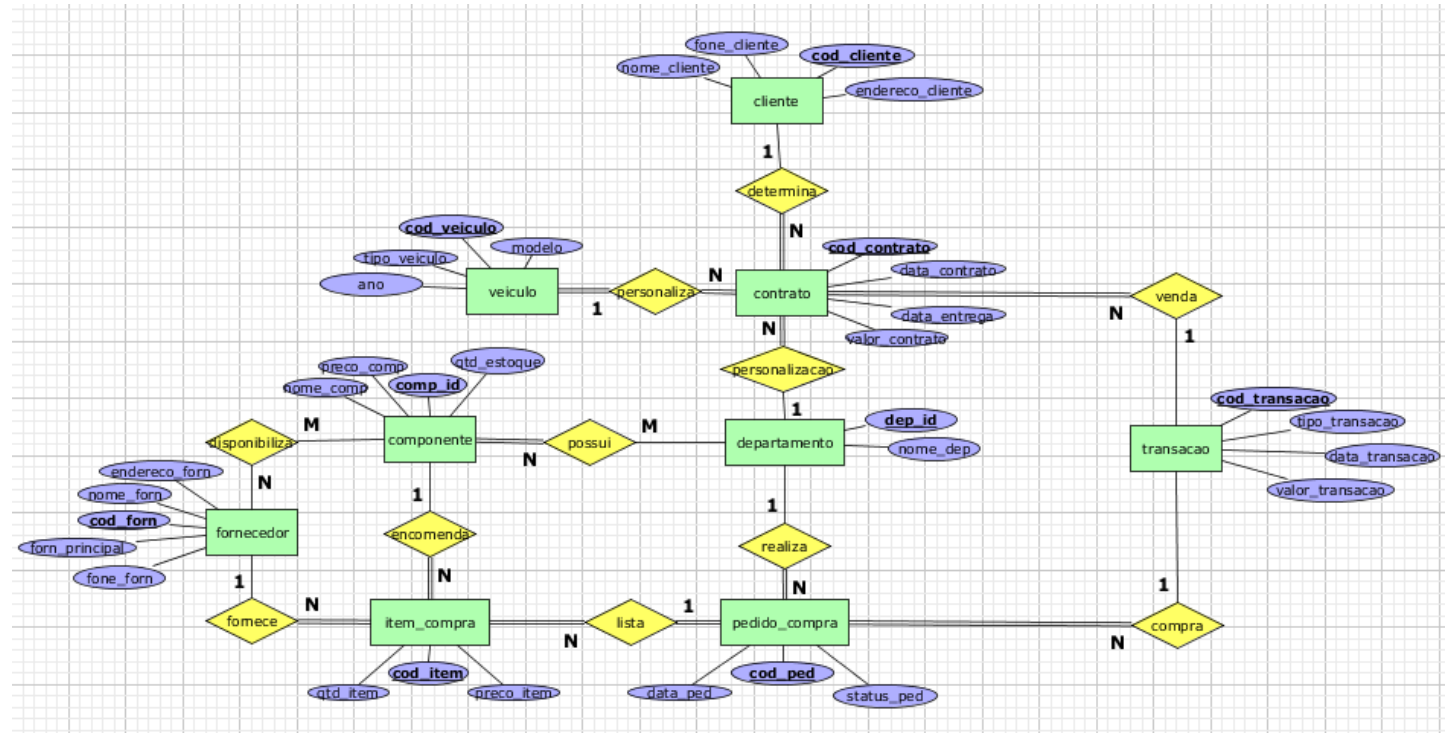 fone_cliente
cod_cliente
nome_cliente
endereco_cliente
cliente
1
determina
N
cod_veiculo
modelo
tipo_veiculo
ano
veiculo
1
personaliza
N
contrato
cod_contrato
data_contrato
data_entrega
valor_contrato
N
venda
1
N
personalizacao
1
preco_comp
qtd_estoque
nome_comp
comp_id
componente
disponibiliza
M
N
possui
N
M
departamento
dep_id
nome_dep
cod_transacao
tipo_transacao
transacao
data_transacao
valor_transacao
endereco_forn
nome_forn
cod_forn
fornecedor
forn_principal
fone_forn
1
encomenda
N
1
realiza
N
1
fornece
N
item_compra
N
lista
1
pedido_compra
N
compra
1
qtd_item
cod_item
preco_item
data_ped
cod_ped
status_ped